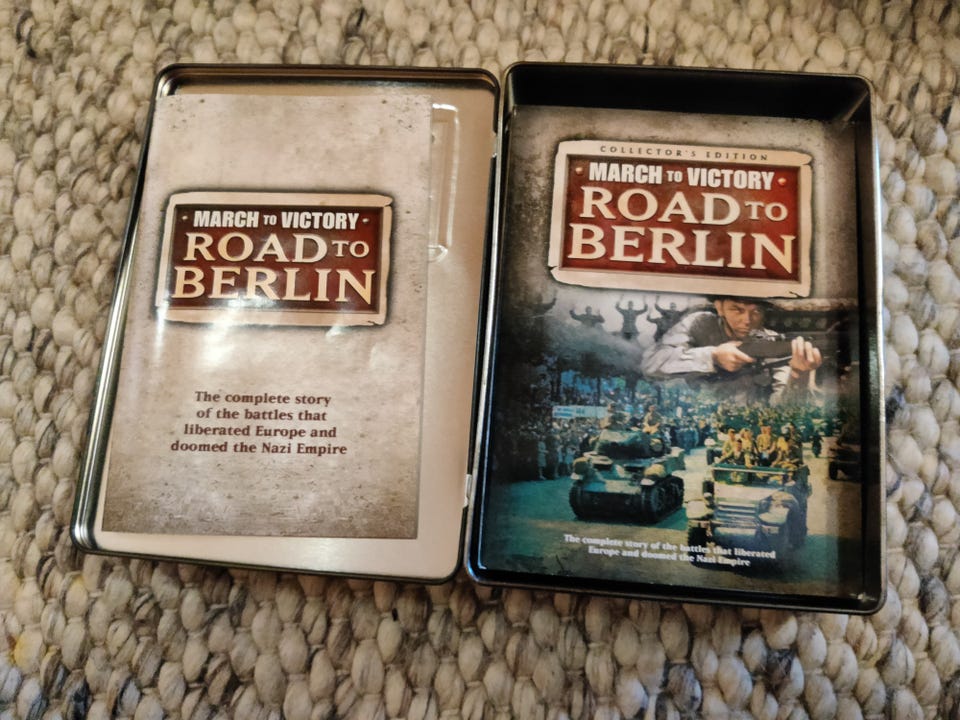 MARCH TO VICTORY
ROAD TO
BERLIN
The complete story
of the battles that
liberated Europe and
doomed the Nazi Empire
COLLECTOR'S EDITION
MARCH TO VICTORY
ROAD TO
BERLIN
The complete story of the battles that liberated
Europe and doomed the Nazi Empire